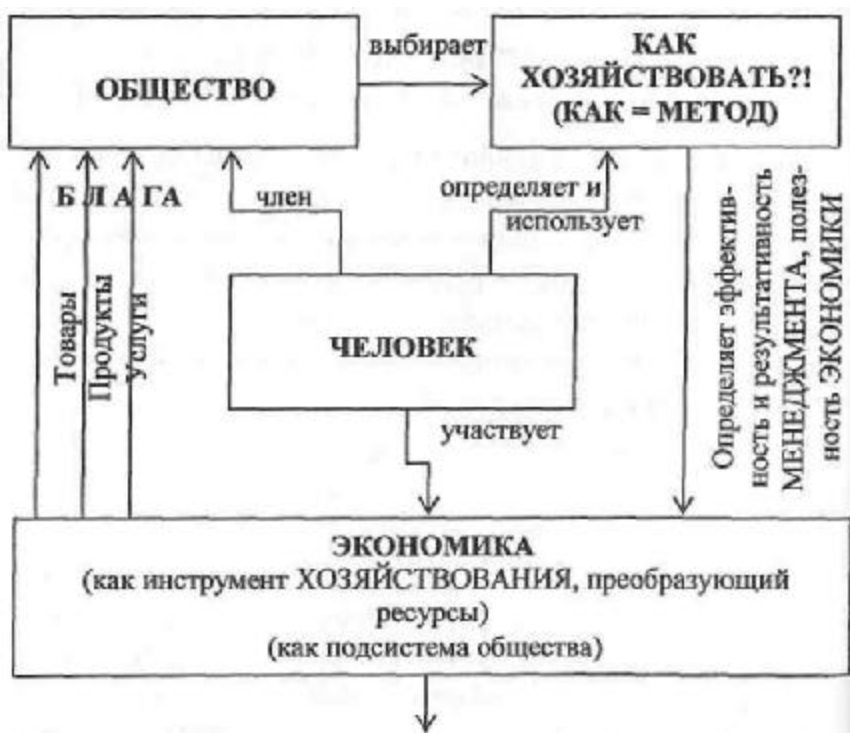 ОБЩЕСТВО
выбирает
КАК
ХОЗЯЙСТВОВАТЬ?!
(КАК = МЕТОД)
БЛАГА
член
определяет и
использует
Товары
Продукты
Услуги
ЧЕЛОВЕК
участвует
Определяет эффектив-
ность и результативность
МЕНЕДЖМЕНТА, полез-
ность ЭКОНОМИКИ
ЭКОНОМИКА
(как инструмент ХОЗЯЙСТВОВАНИЯ, преобразующий
ресурсы)
(как подсистема общества)